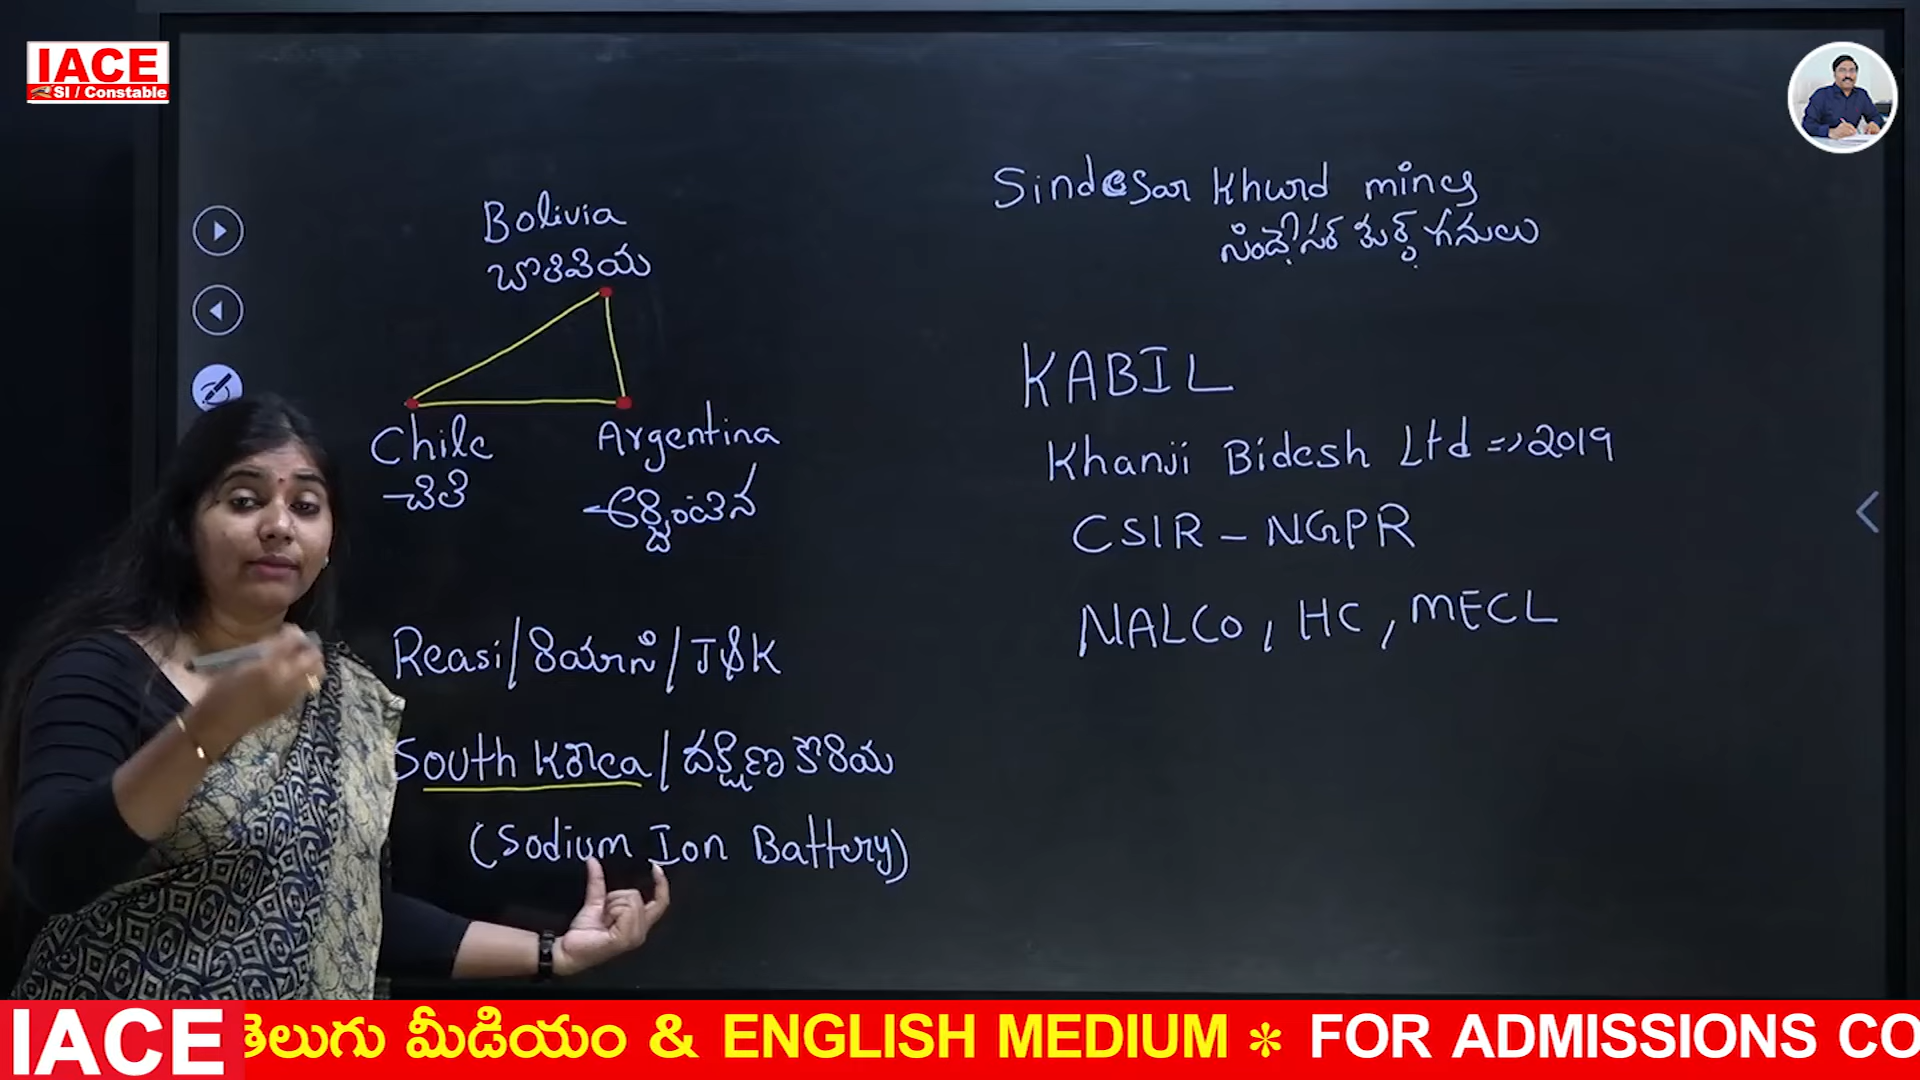 IACE
SI / Constable
Bolivia
బొలివియ
Chile
చిలి
Argentina
అర్జెంటిన
Reasi/రియాసి/J&K
South Korea/దక్షిణ కొరియ
(Sodium Ion Battery)
Sindesar Khurd mines
సిందేసర్ ఖుర్ద్ గనులు
KABIL
Khanji Bidesh Ltd => 2019
CSIR - NGPR
NALCO, HC, MECL
IACE తెలుగు మీడియం & ENGLISH MEDIUM * FOR ADMISSIONS CO